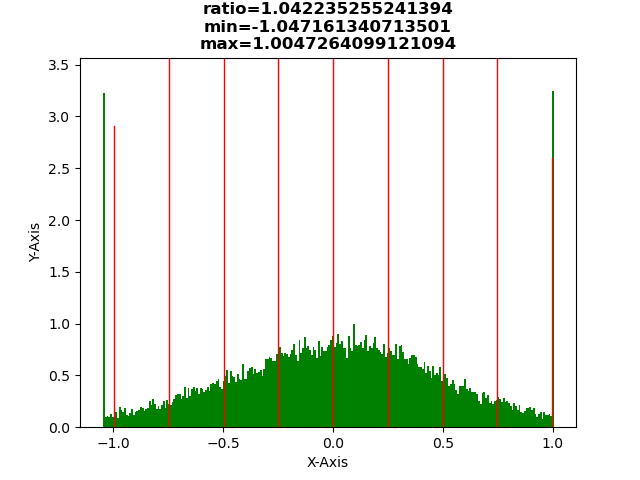 ratio=1.042235255241394
min=-1.047161340713501
max=1.0047264099121094
3.5
3.0
2.5
2.0
1.5
1.0
0.5
0.0
Y-Axis
−1.0 −0.5 0.0 0.5 1.0
X-Axis